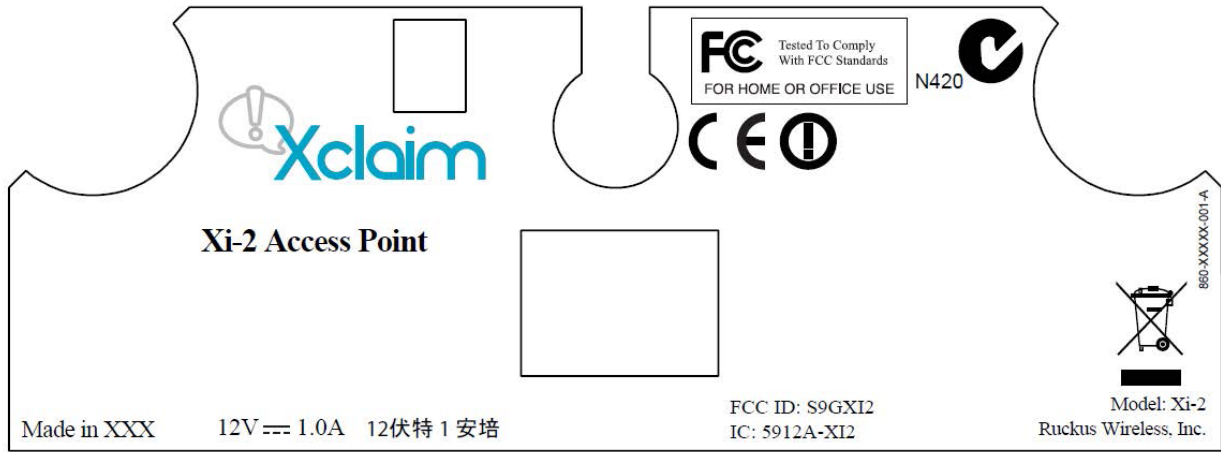 Xclaim
Xi-2 Access Point
FC Tested To Comply
With FCC Standards
FOR HOME OR OFFICE USE
N420
CE
860-XXXXX-001-A
Made in XXX
12V ⎓ 1.0A 12伏特 1 安培
FCC ID: S9GXI2
IC: 5912A-XI2
Model: Xi-2
Ruckus Wireless, Inc.